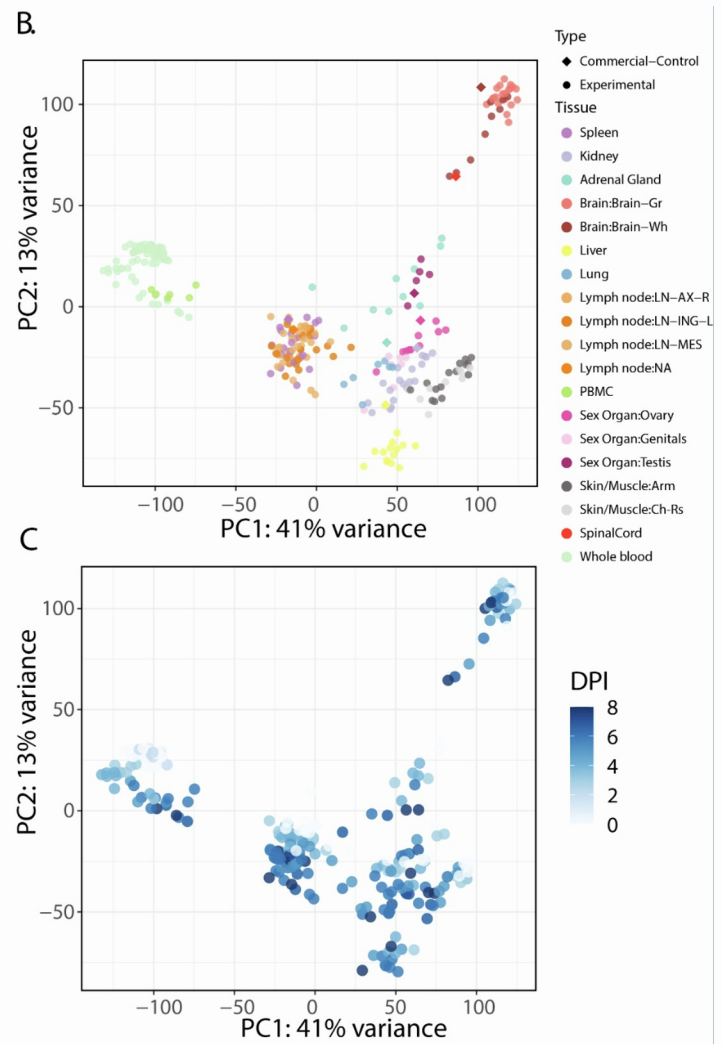 B.
PC2: 13% variance
100
50
0
−50
−100
−50
0
50
100
PC1: 41% variance
Type
Commercial−Control
Experimental
Tissue
Spleen
Kidney
Adrenal Gland
Brain:Brain−Gr
Brain:Brain−Wh
Liver
Lung
Lymph node:LN−AX−R
Lymph node:LN−ING−L
Lymph node:LN−MES
Lymph node:NA
PBMC
Sex Organ:Ovary
Sex Organ:Genitals
Sex Organ:Testis
Skin/Muscle:Arm
Skin/Muscle:Ch-Rs
SpinalCord
Whole blood
C
PC2: 13% variance
100
50
0
−50
−100
−50
0
50
100
PC1: 41% variance
DPI
8
6
4
2
0